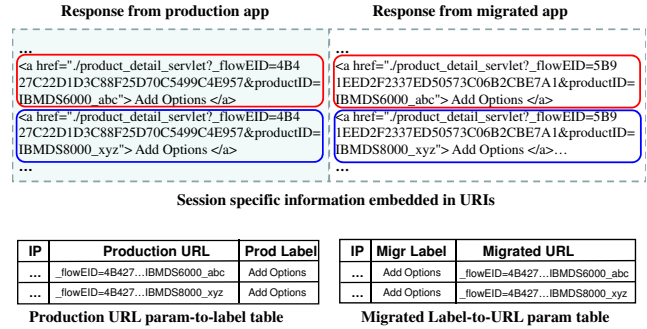 Response from production app
Response from migrated app
...
<a href="./product_detail_servlet?_flowEID=4B4
27C22D1D3C88F25D70C5499C4E957&productID=
IBMDS6000_abc"> Add Options </a>
<a href="./product_detail_servlet?_flowEID=4B4
27C22D1D3C88F25D70C5499C4E957&productID=
IBMDS8000_xyz"> Add Options </a>
...
...
<a href="./product_detail_servlet?_flowEID=5B9
1EED2F2337ED50573C06B2CBE7A1&productID=
IBMDS6000_abc"> Add Options </a>
<a href="./product_detail_servlet?_flowEID=5B9
1EED2F2337ED50573C06B2CBE7A1&productID=
IBMDS8000_xyz"> Add Options </a>...
...
Session specific information embedded in URIs
IP Production URL Prod Label
... _flowEID=4B427...IBMDS6000_abc Add Options
... _flowEID=4B427...IBMDS8000_xyz Add Options
Production URL param-to-label table
IP Migr Label Migrated URL
... Add Options _flowEID=4B427...IBMDS6000_abc
... Add Options _flowEID=4B427...IBMDS8000_xyz
Migrated Label-to-URL param table